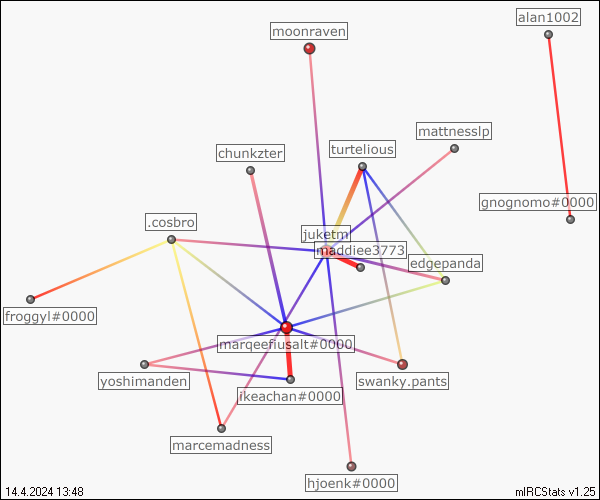 alan1002
moonraven
mattnesslp
turtelious
chunkzter
gnognomo#0000
.cosbro
juketm
maddiee3773
edgepanda
froggyl#0000
marqeefiusalt#0000
yoshimanden
swanky.pants
ikeachan#0000
marcemadness
hjoenk#0000
14.4.2024 13:48
mIRCStats v1.25